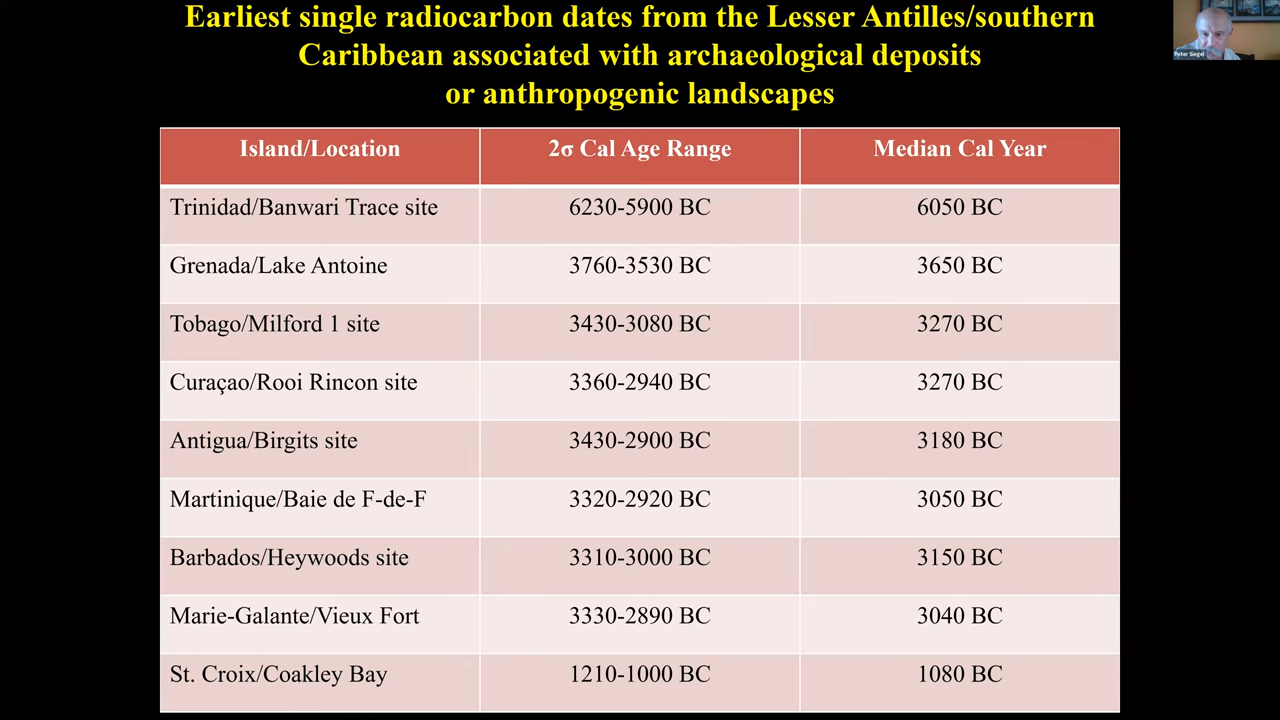 Earliest single radiocarbon dates from the Lesser Antilles/southern
Caribbean associated with archaeological deposits
or anthropogenic landscapes
Peter Siegel
Island/Location 2σ Cal Age Range Median Cal Year
Trinidad/Banwari Trace site 6230-5900 BC 6050 BC
Grenada/Lake Antoine 3760-3530 BC 3650 BC
Tobago/Milford 1 site 3430-3080 BC 3270 BC
Curaçao/Rooi Rincon site 3360-2940 BC 3270 BC
Antigua/Birgits site 3430-2900 BC 3180 BC
Martinique/Baie de F-de-F 3320-2920 BC 3050 BC
Barbados/Heywoods site 3310-3000 BC 3150 BC
Marie-Galante/Vieux Fort 3330-2890 BC 3040 BC
St. Croix/Coakley Bay 1210-1000 BC 1080 BC